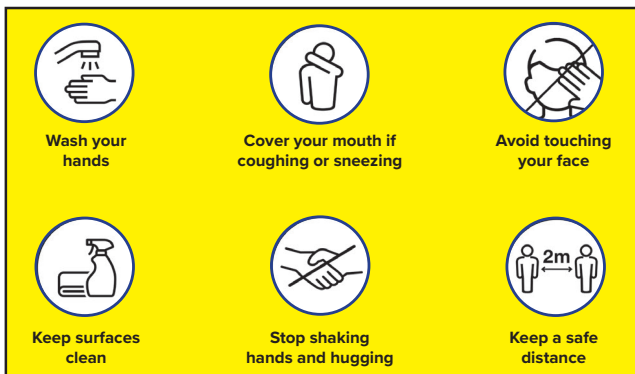 Wash your
hands
Cover your mouth if
coughing or sneezing
Avoid touching
your face
Keep surfaces
clean
Stop shaking
hands and hugging
2m
Keep a safe
distance